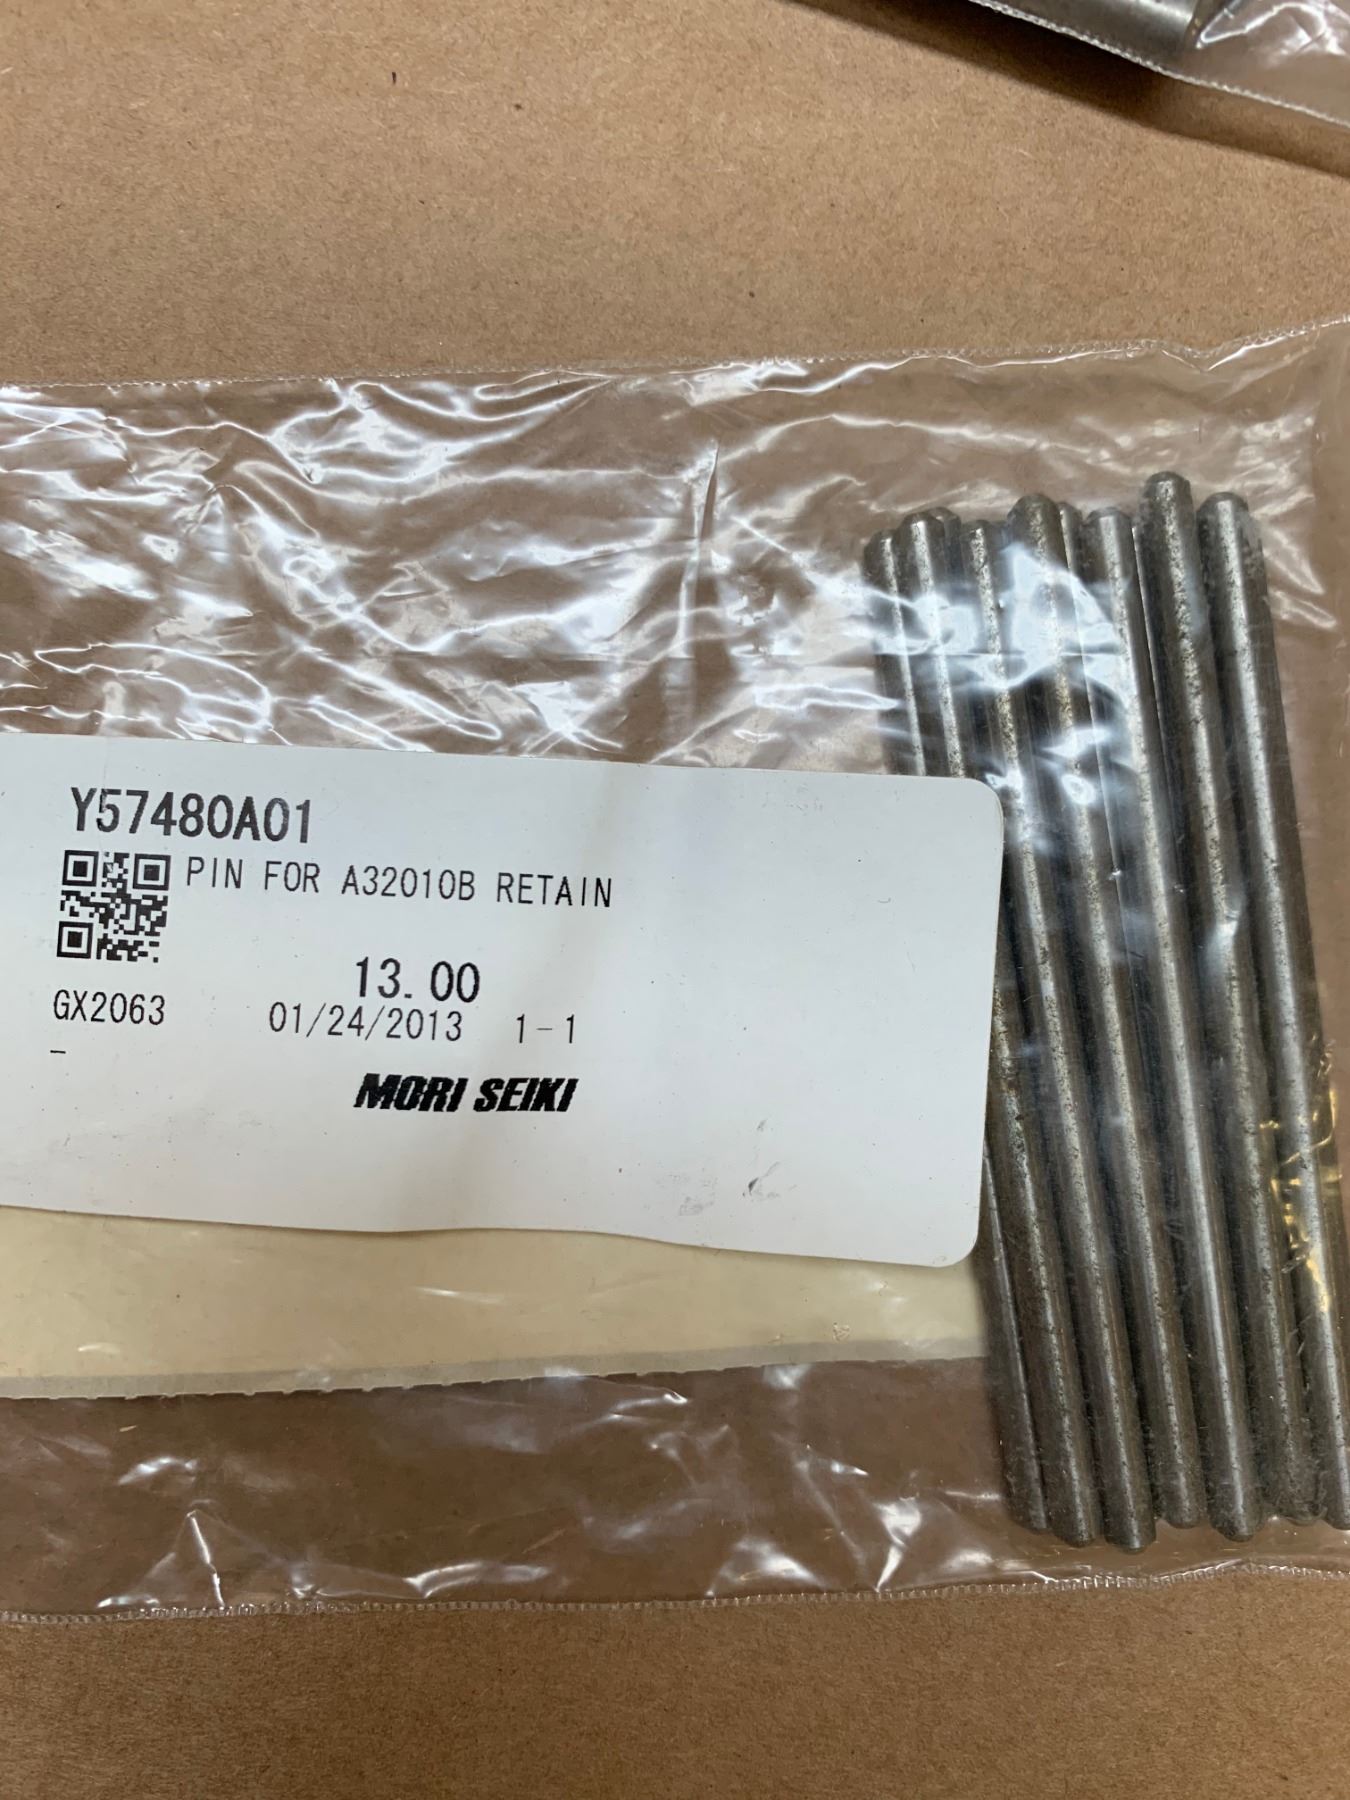 Y57480A01
PIN FOR A32010B RETAIN
13.00
GX2063 01/24/2013 1-1
-
MORI SEIKI